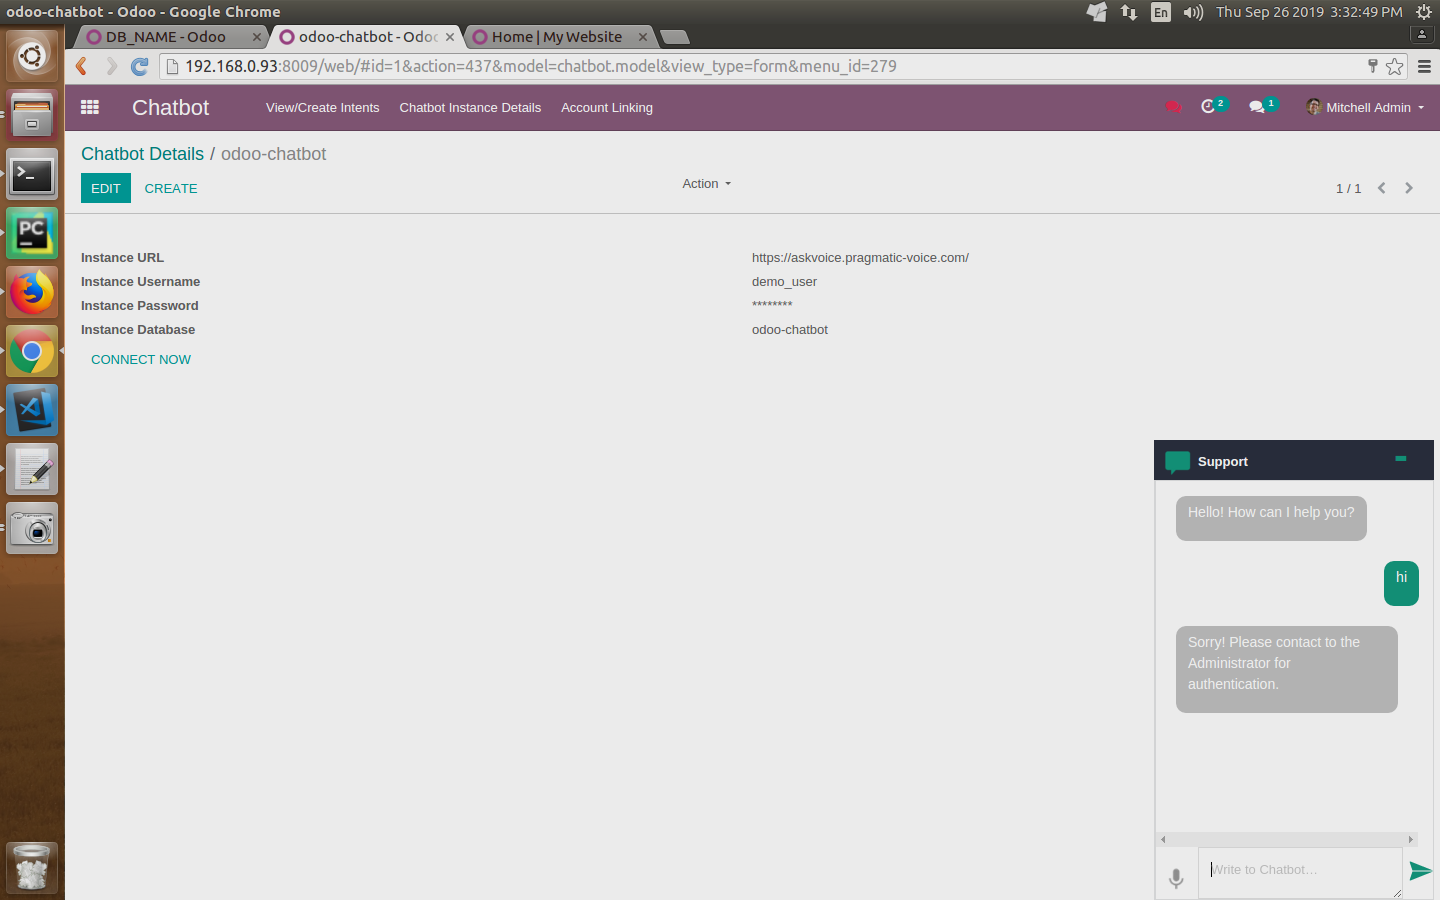 odoo-chatbot - Odoo - Google Chrome
En
Thu Sep 26 2019 3:32:49 PM
DB_NAME - Odoo
odoo-chatbot - Odoo
Home | My Website
192.168.0.93:8009/web/#id=1&action=437&model=chatbot.model&view_type=form&menu_id=279
Chatbot
View/Create Intents
Chatbot Instance Details
Account Linking
2
1
Mitchell Admin
Chatbot Details / odoo-chatbot
EDIT
CREATE
Action
1 / 1
Instance URL
https://askvoice.pragmatic-voice.com/
Instance Username
demo_user
Instance Password
********
Instance Database
odoo-chatbot
CONNECT NOW
PC
Support
Hello! How can I help you?
hi
Sorry! Please contact to the
Administrator for
authentication.
Write to Chatbot...